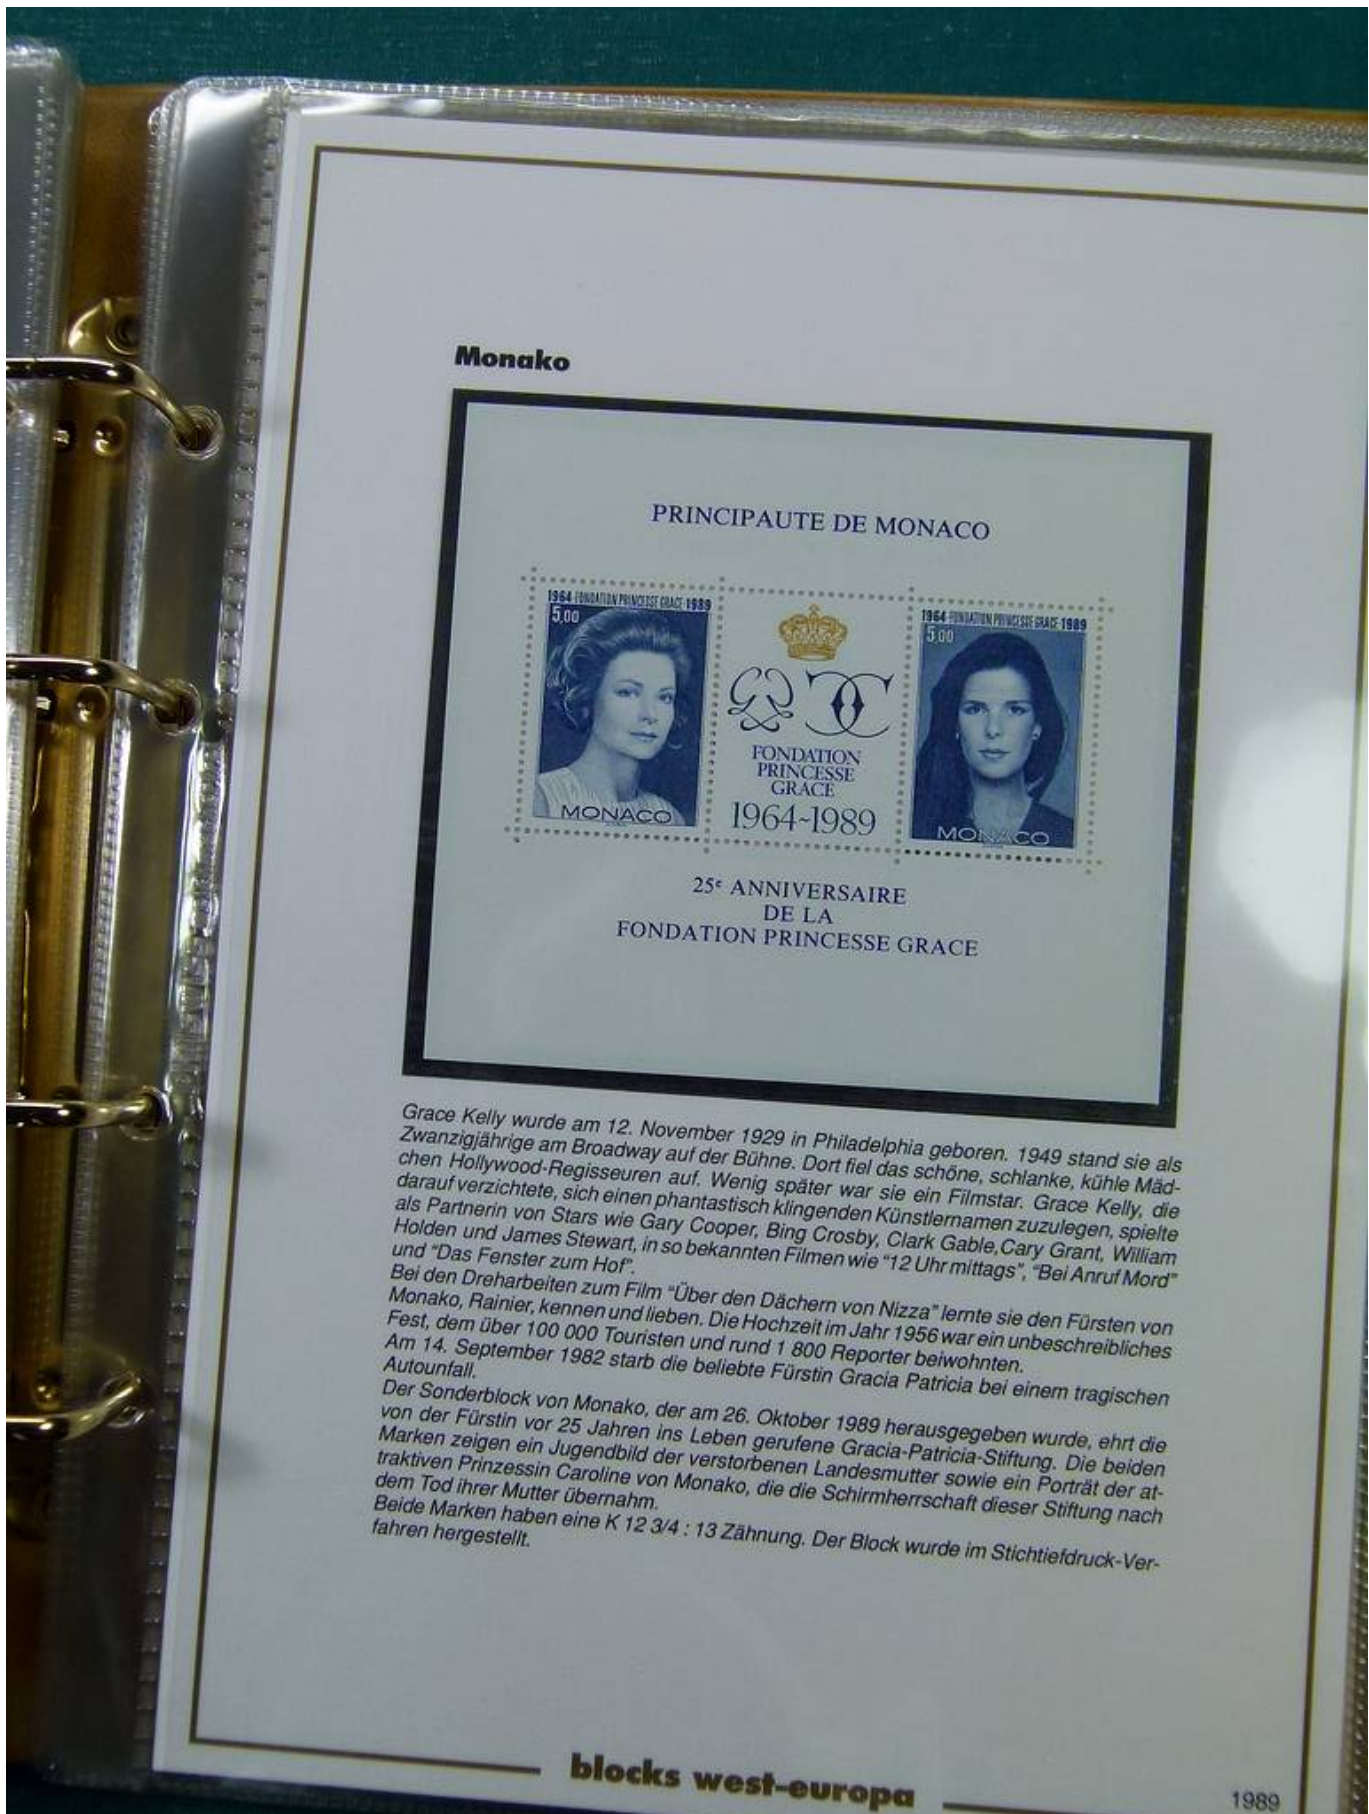 Monako
PRINCIPAUTE DE MONACO
1964 FONDATION PRINCESSE GRACE 1989
5,00
MONACO
FONDATION
PRINCESSE
GRACE
1964~1989
1964 FONDATION PRINCESSE GRACE 1989
5,00
MONACO
25e ANNIVERSAIRE
DE LA
FONDATION PRINCESSE GRACE
Grace Kelly wurde am 12. November 1929 in Philadelphia geboren. 1949 stand sie als
Zwanzigjährige am Broadway auf der Bühne. Dort fiel das schöne, schlanke, kühle Mäd-
chen Hollywood-Regisseuren auf. Wenig später war sie ein Filmstar. Grace Kelly, die
darauf verzichtete, sich einen phantastisch klingenden Künstlernamen zuzulegen, spielte
als Partnerin von Stars wie Gary Cooper, Bing Crosby, Clark Gable, Cary Grant, William
Holden und James Stewart, in so bekannten Filmen wie "12 Uhr mittags", "Bei Anruf Mord"
und "Das Fenster zum Hof".
Bei den Dreharbeiten zum Film "Über den Dächern von Nizza" lernte sie den Fürsten von
Monako, Rainier, kennen und lieben. Die Hochzeit im Jahr 1956 war ein unbeschreibliches
Fest, dem über 100 000 Touristen und rund 1 800 Reporter beiwohnten.
Am 14. September 1982 starb die beliebte Fürstin Gracia Patricia bei einem tragischen
Autounfall.
Der Sonderblock von Monako, der am 26. Oktober 1989 herausgegeben wurde, ehrt die
von der Fürstin vor 25 Jahren ins Leben gerufene Gracia-Patricia-Stiftung. Die beiden
Marken zeigen ein Jugendbild der verstorbenen Landesmutter sowie ein Porträt der at-
traktiven Prinzessin Caroline von Monako, die die Schirmherrschaft dieser Stiftung nach
dem Tod ihrer Mutter übernahm.
Beide Marken haben eine K 12 3/4 : 13 Zähnung. Der Block wurde im Stichtiefdruck-Ver-
fahren hergestellt.
blocks west-europa
1989